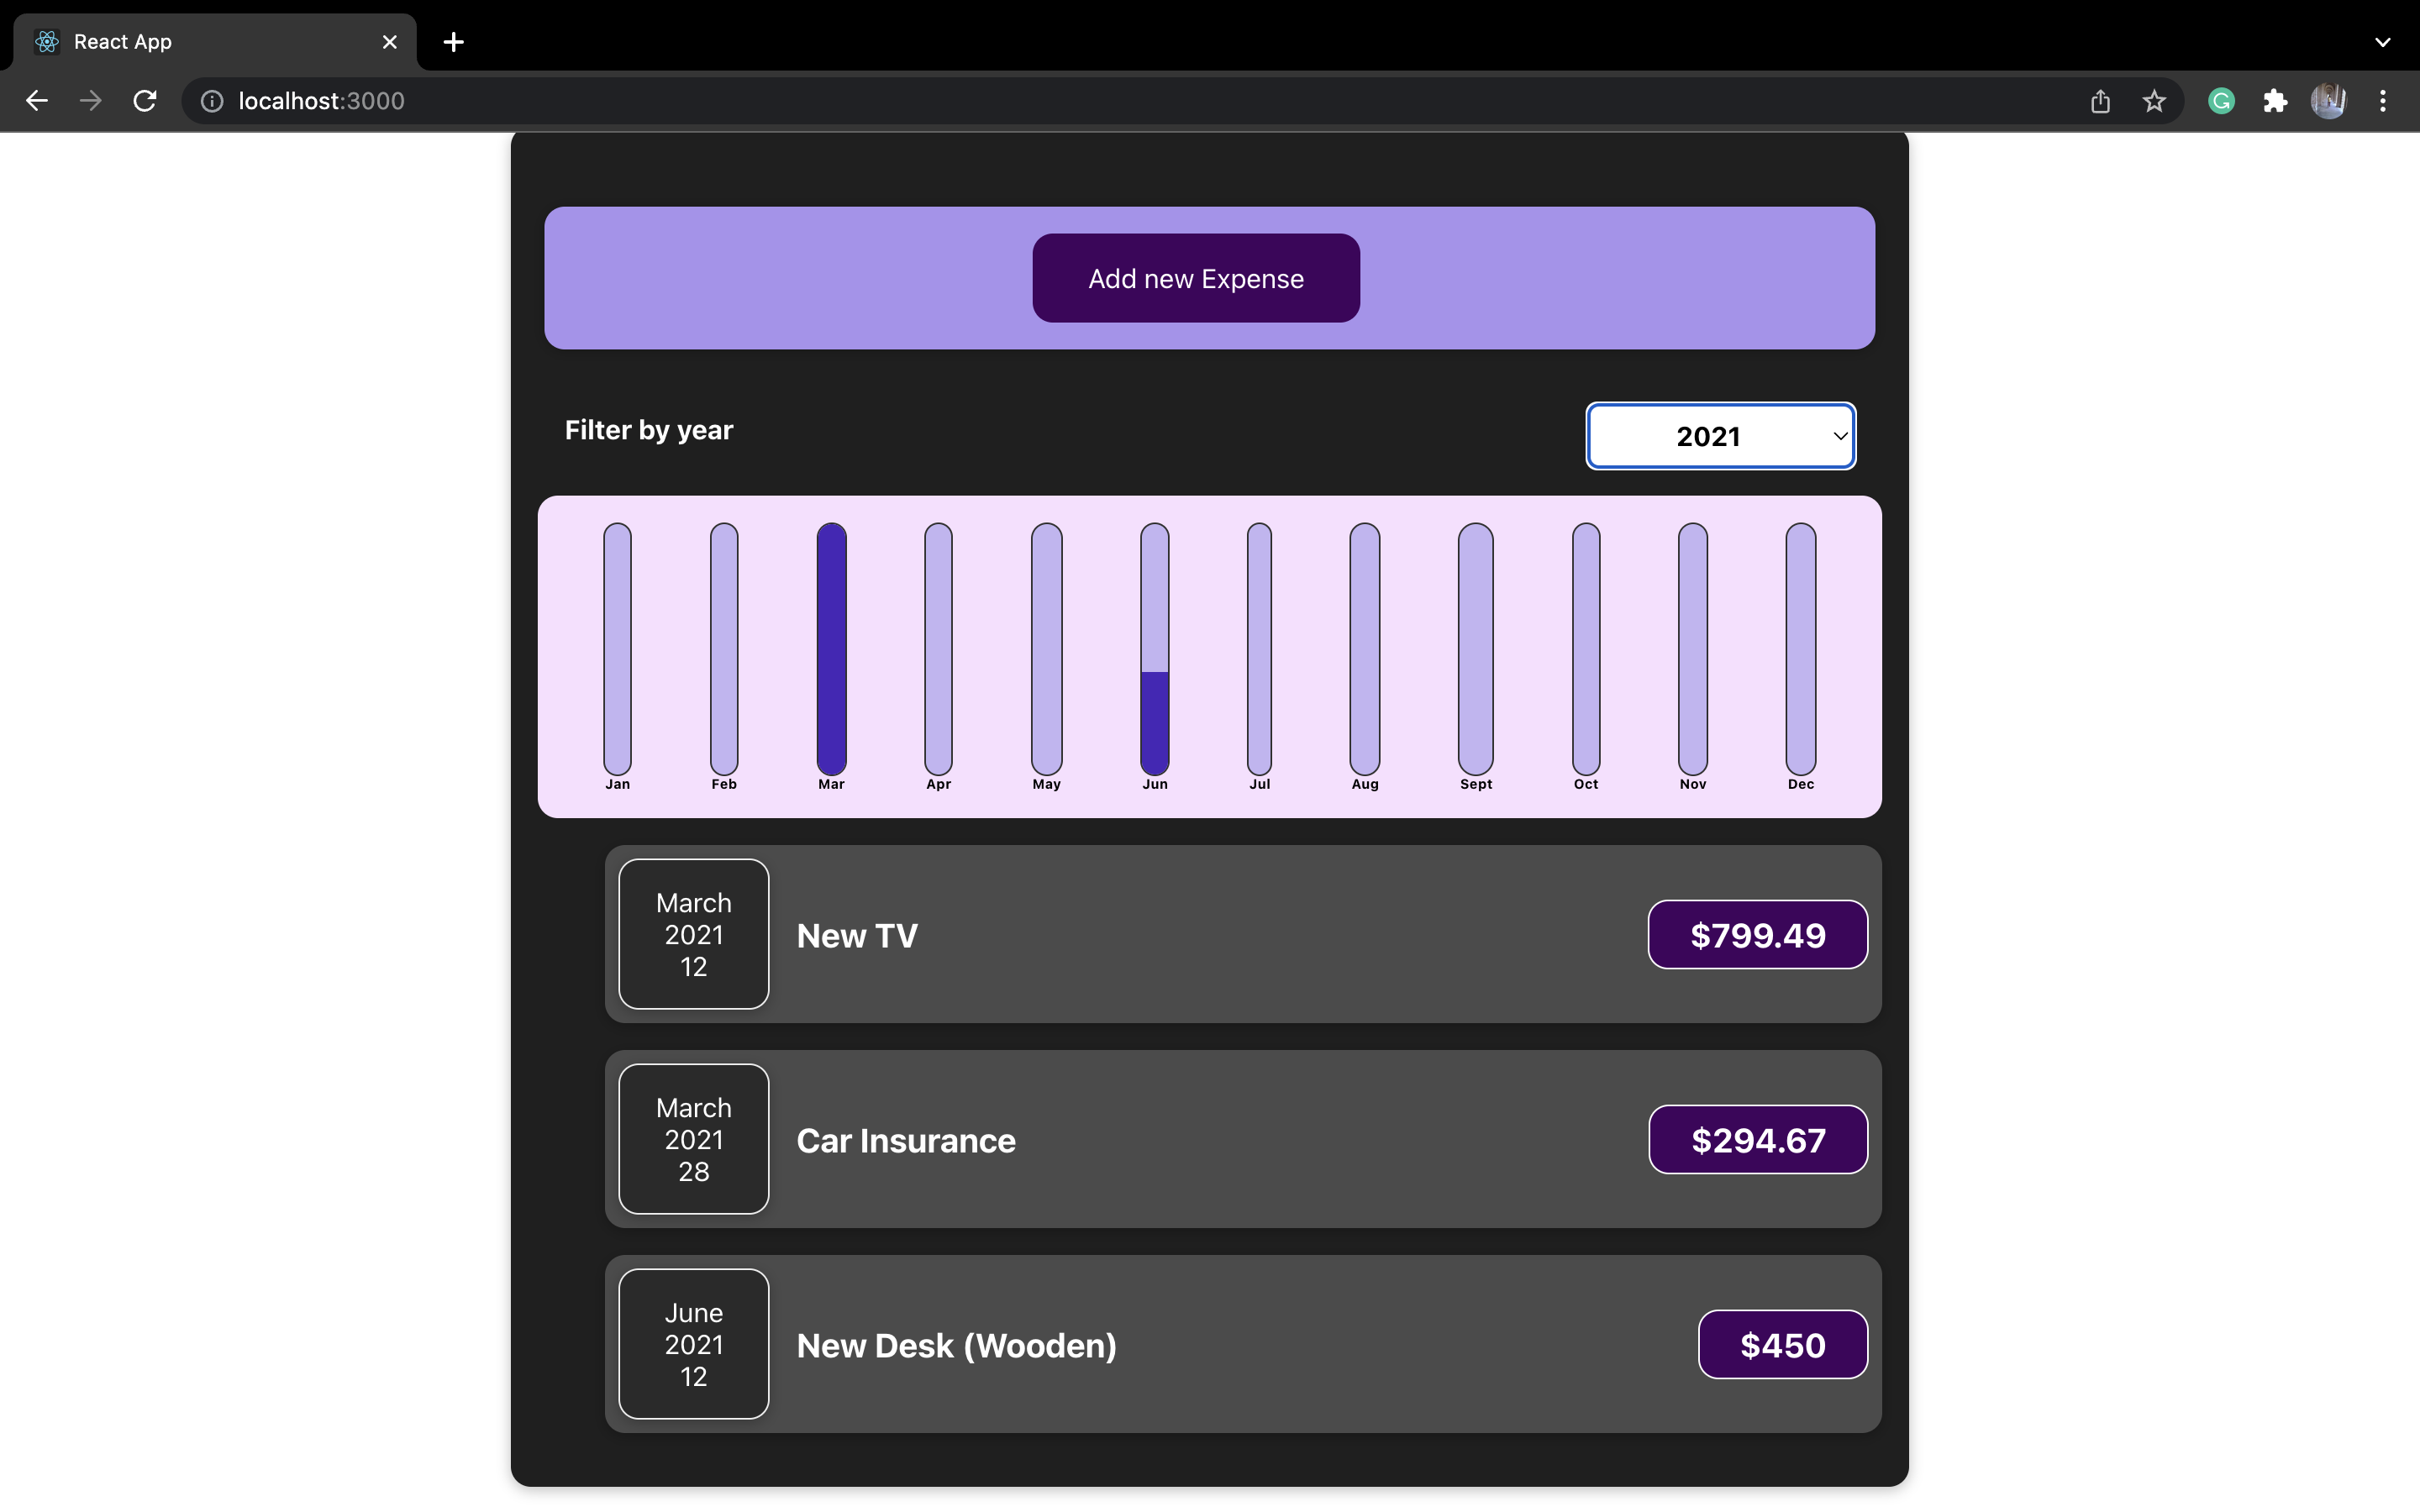 React App
localhost:3000
Add new Expense
Filter by year
2021
Jan Feb Mar Apr May Jun Jul Aug Sept Oct Nov Dec
March
2021
12
New TV
$799.49
March
2021
28
Car Insurance
$294.67
June
2021
12
New Desk (Wooden)
$450